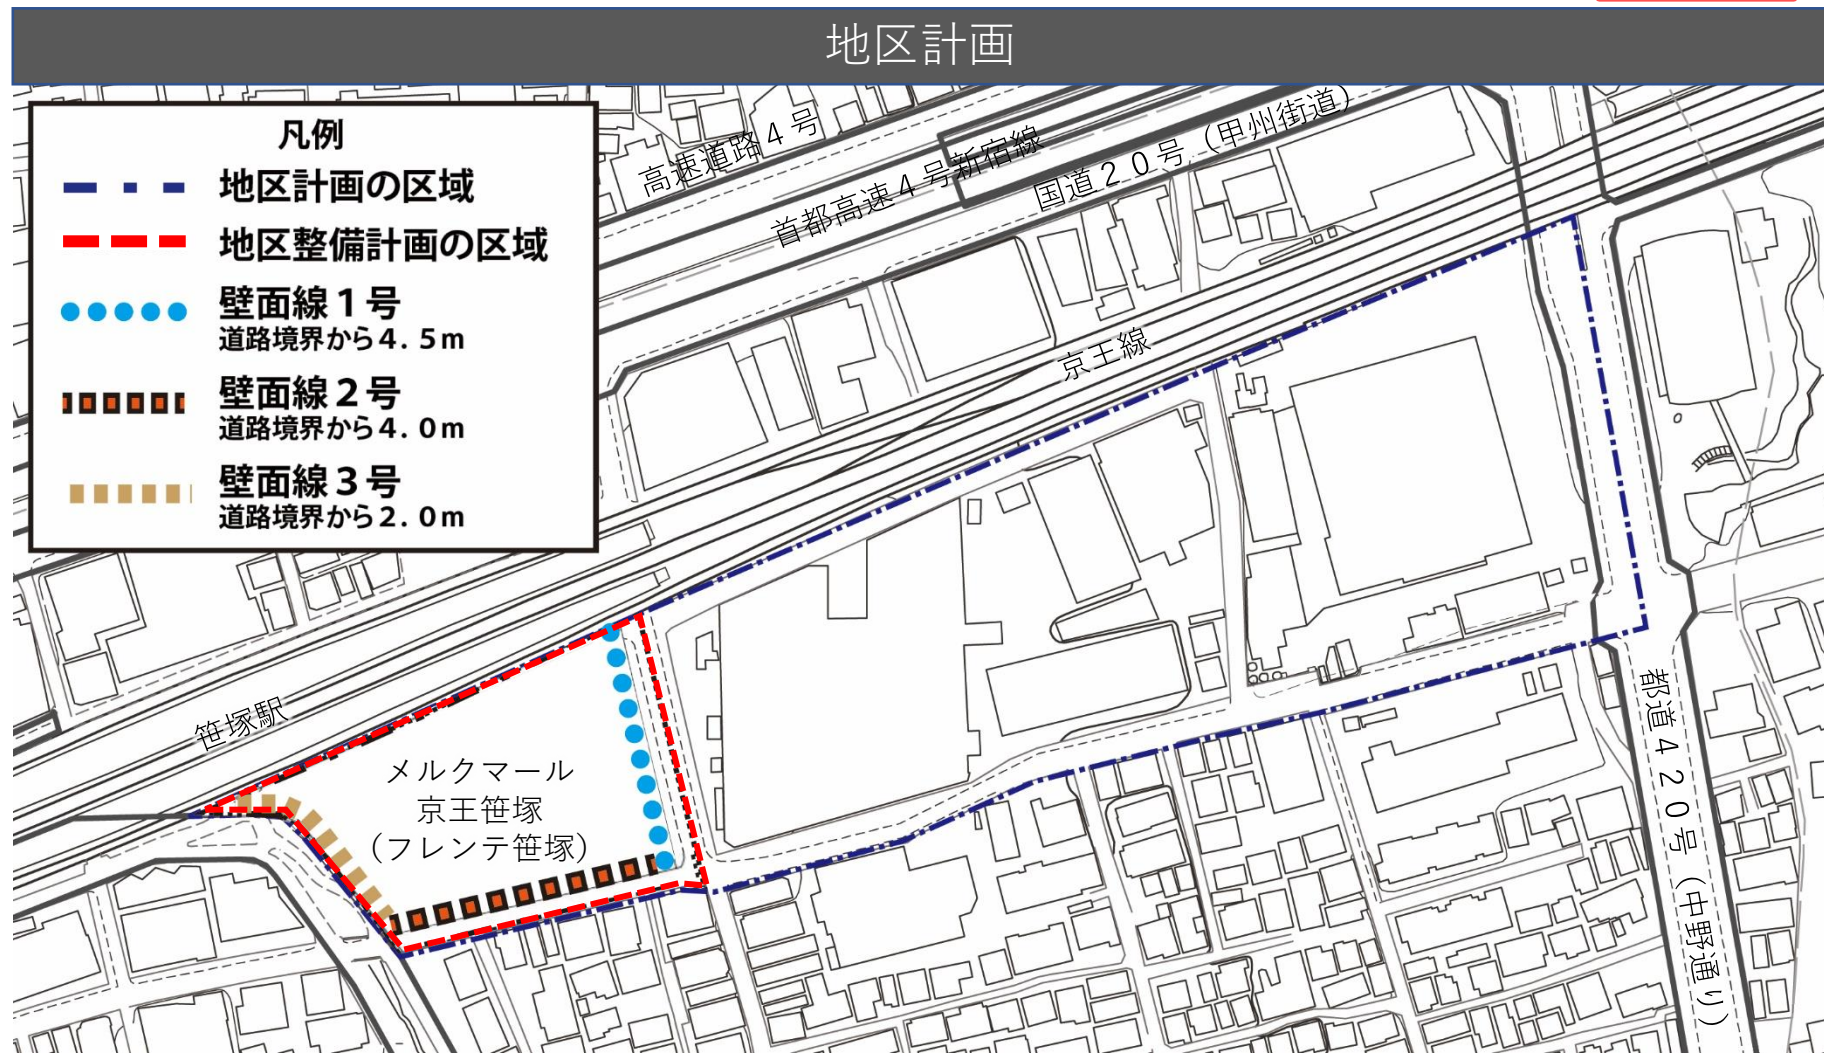 地区計画
凡例
地区計画の区域
地区整備計画の区域
壁面線１号
道路境界から４．５ｍ
壁面線２号
道路境界から４．０ｍ
壁面線３号
道路境界から２．０ｍ
高速道路４号
首都高速４号新宿線
国道２０号（甲州街道）
京王線
笹塚駅
メルクマール
京王笹塚
（フレンテ笹塚）
都道４２０号（中野通り）